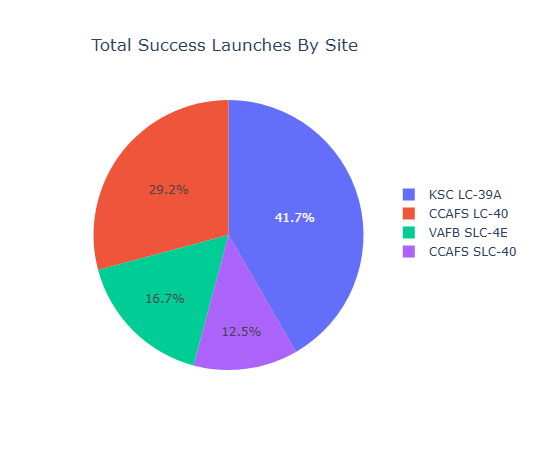 Total Success Launches By Site
29.2%
41.7%
16.7%
12.5%
KSC LC-39A
CCAFS LC-40
VAFB SLC-4E
CCAFS SLC-40